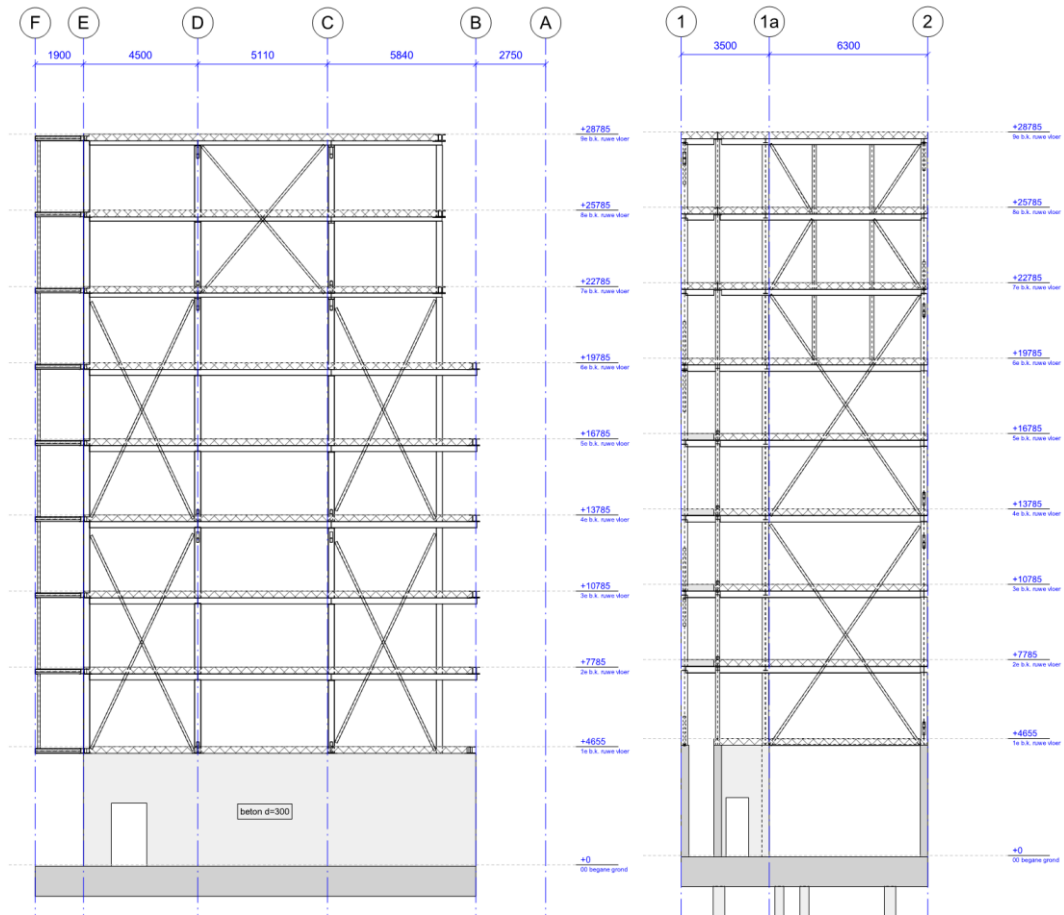 F E D C B A
1900 4500 5110 5840 2750
+28785
9e b.k. ruwe vloer
+25785
8e b.k. ruwe vloer
+22785
7e b.k. ruwe vloer
+19785
6e b.k. ruwe vloer
+16785
5e b.k. ruwe vloer
+13785
4e b.k. ruwe vloer
+10785
3e b.k. ruwe vloer
+7785
2e b.k. ruwe vloer
+4655
1e b.k. ruwe vloer
beton d=300
+0
00 begane grond
1 1a 2
3500 6300
+28785
9e b.k. ruwe vloer
+25785
8e b.k. ruwe vloer
+22785
7e b.k. ruwe vloer
+19785
6e b.k. ruwe vloer
+16785
5e b.k. ruwe vloer
+13785
4e b.k. ruwe vloer
+10785
3e b.k. ruwe vloer
+7785
2e b.k. ruwe vloer
+4655
1e b.k. ruwe vloer
+0
00 begane grond